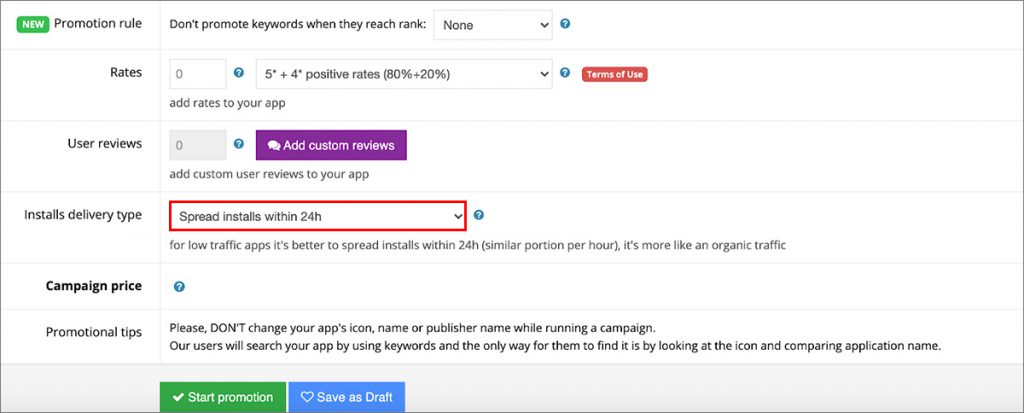 NEW Promotion rule Don't promote keywords when they reach rank: None ?
Rates 0 ? 5* + 4* positive rates (80%+20%) ? Terms of Use
add rates to your app
User reviews 0 ? Add custom reviews
add custom user reviews to your app
Installs delivery type Spread installs within 24h ?
for low traffic apps it's better to spread installs within 24h (similar portion per hour), it's more like an organic traffic
Campaign price ?
Promotional tips Please, DON'T change your app's icon, name or publisher name while running a campaign.
Our users will search your app by using keywords and the only way for them to find it is by looking at the icon and comparing application name.
Start promotion Save as Draft